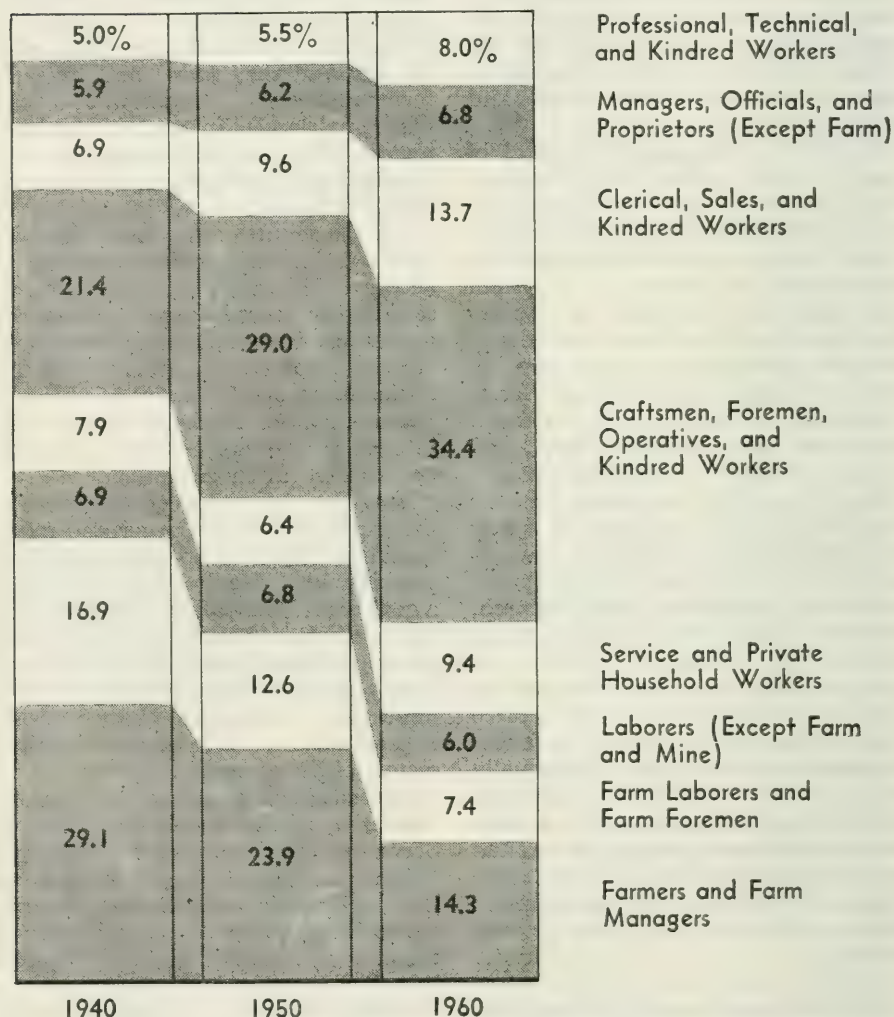 5.0% 5.5% 8.0% Professional, Technical,
and Kindred Workers
5.9 6.2 6.8 Managers, Officials, and
Proprietors (Except Farm)
6.9 9.6 13.7 Clerical, Sales, and
Kindred Workers
21.4 29.0 34.4 Craftsmen, Foremen,
Operatives, and
Kindred Workers
7.9 6.4 9.4 Service and Private
Household Workers
6.9 6.8 6.0 Laborers (Except Farm
and Mine)
16.9 12.6 7.4 Farm Laborers and
Farm Foremen
29.1 23.9 14.3 Farmers and Farm
Managers
1940 1950 1960